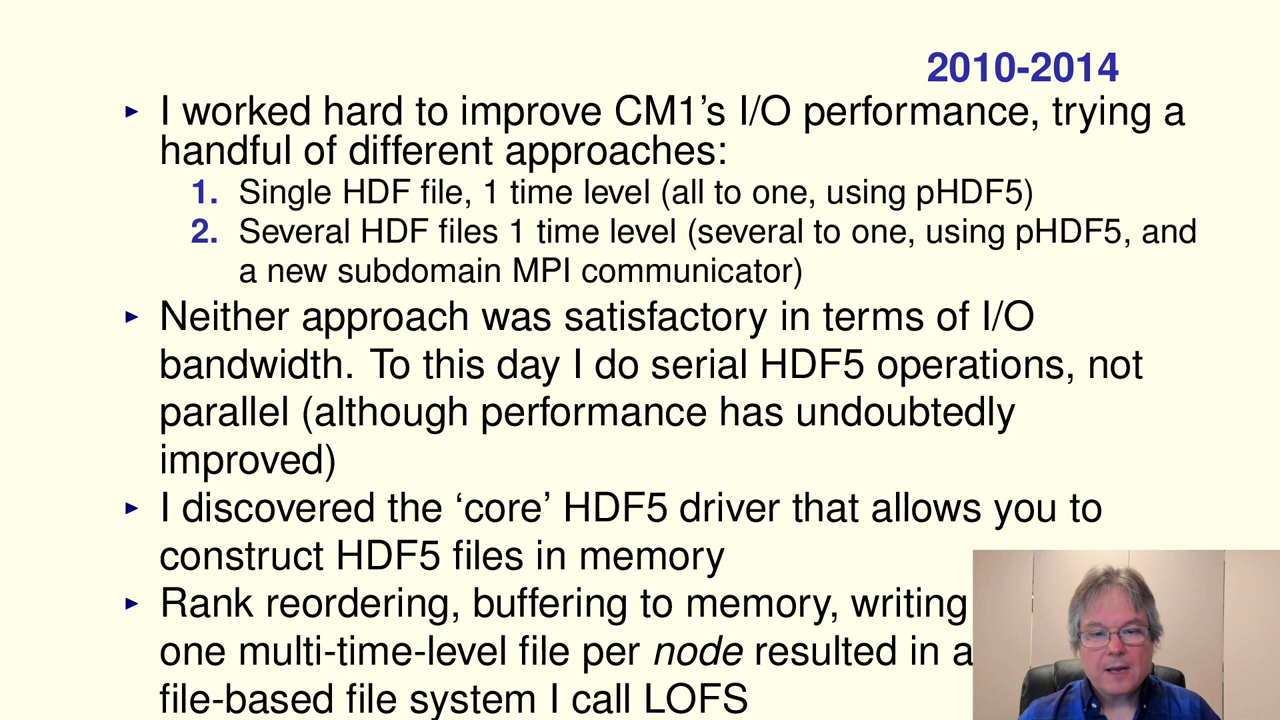 2010-2014
▸ I worked hard to improve CM1's I/O performance, trying a
handful of different approaches:
1. Single HDF file, 1 time level (all to one, using pHDF5)
2. Several HDF files 1 time level (several to one, using pHDF5, and
a new subdomain MPI communicator)
▸ Neither approach was satisfactory in terms of I/O
bandwidth. To this day I do serial HDF5 operations, not
parallel (although performance has undoubtedly
improved)
▸ I discovered the ‘core’ HDF5 driver that allows you to
construct HDF5 files in memory
▸ Rank reordering, buffering to memory, writing
one multi-time-level file per node resulted in a
file-based file system I call LOFS